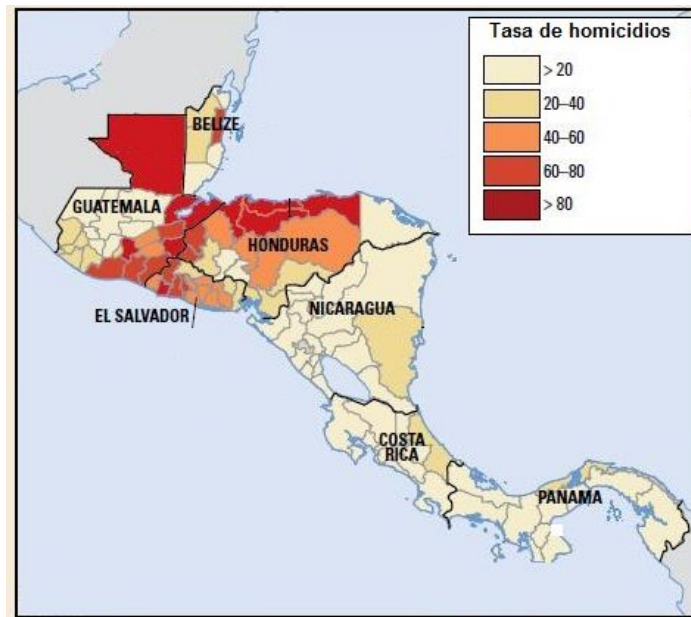 Tasa de homicidios
> 20
20–40
40–60
60–80
> 80
BELIZE
GUATEMALA
HONDURAS
EL SALVADOR
NICARAGUA
COSTA
RICA
PANAMA